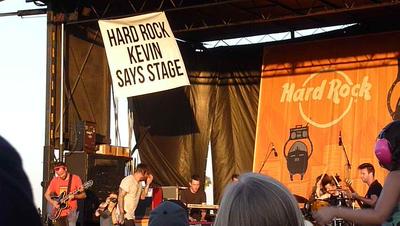 HARD ROCK
KEVIN
SAYS STAGE
Hard Rock